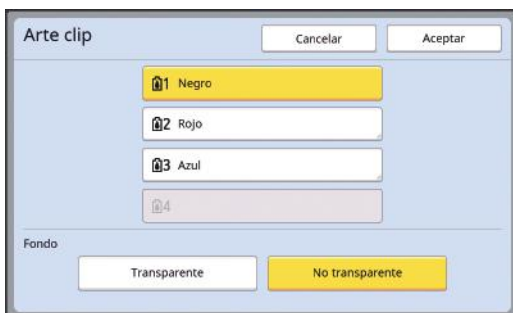 Arte clip
Cancelar
Aceptar
1 Negro
2 Rojo
3 Azul
4
Fondo
Transparente
No transparente